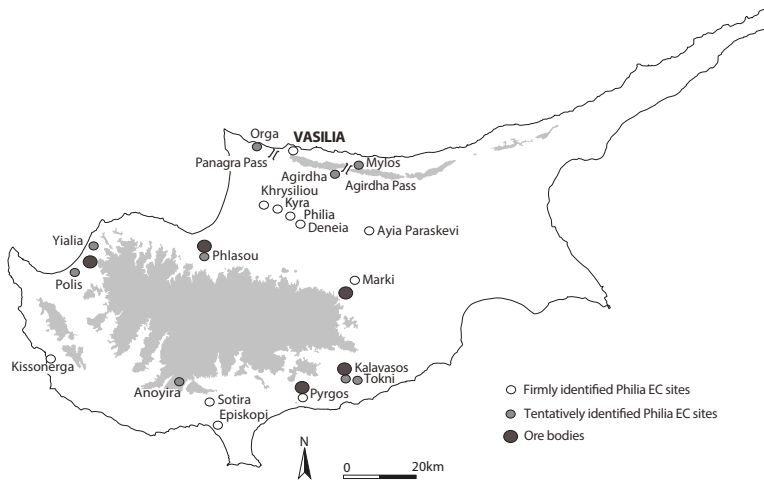 Orga
VASILIA
Panagra Pass
Mylos
Agirdha
Agirdha Pass
Khrysiliou
Kyra
Philia
Deneia
Ayia Paraskevi
Yialia
Phlasou
Polis
Marki
Kissonerga
Kalavasos
Tokni
Anoyira
Sotira
Pyrgos
Episkopi
Firmly identified Philia EC sites
Tentatively identified Philia EC sites
Ore bodies
N
0 20km